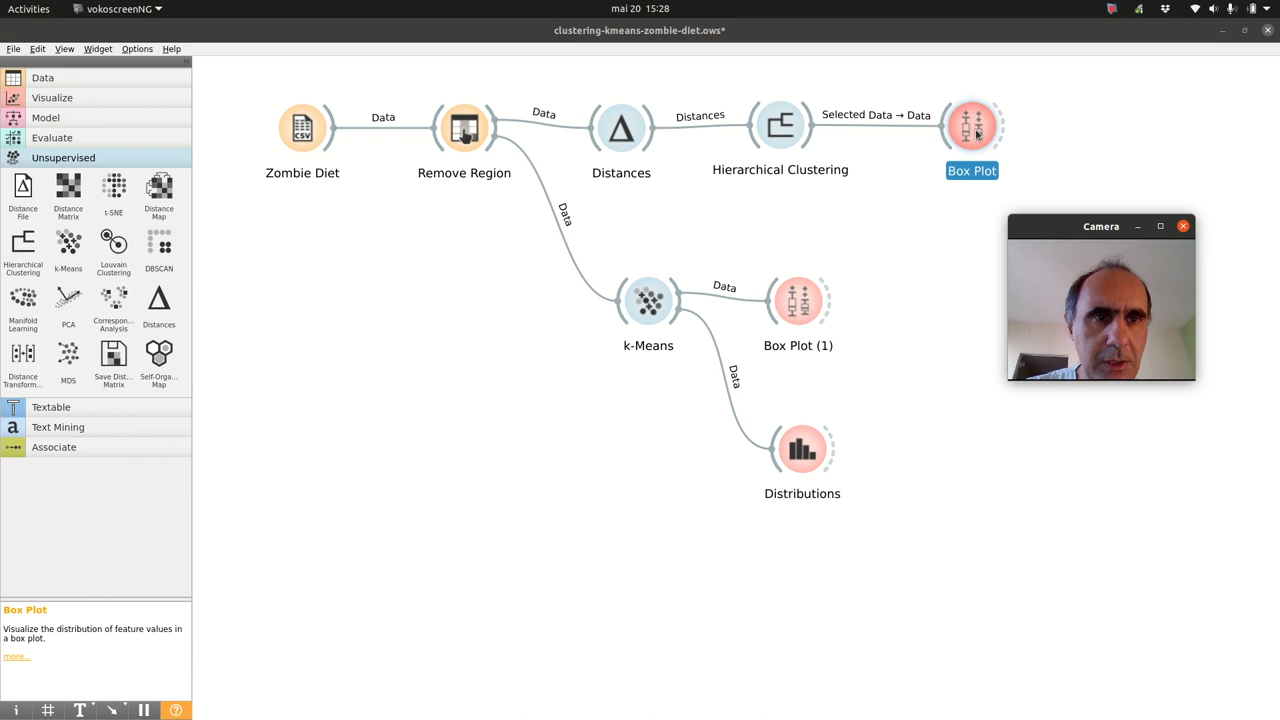 Activities
vokoscreenNG
mai 20 15:28
clustering-kmeans-zombie-diet.ows*
File Edit View Widget Options Help
Data
Visualize
Model
Evaluate
Unsupervised
Distance File
Distance Matrix
t-SNE
Distance Map
Hierarchical Clustering
k-Means
Louvain Clustering
DBSCAN
Manifold Learning
PCA
Correspon... Analysis
Distances
Distance Transform...
MDS
Save Dist... Matrix
Self-Orga... Map
Textable
Text Mining
Associate
Box Plot
Visualize the distribution of feature values in
a box plot.
more...
Data
Data
Distances
Selected Data → Data
Zombie Diet
Remove Region
Distances
Hierarchical Clustering
Box Plot
Data
Camera
Data
k-Means
Box Plot (1)
Data
Distributions